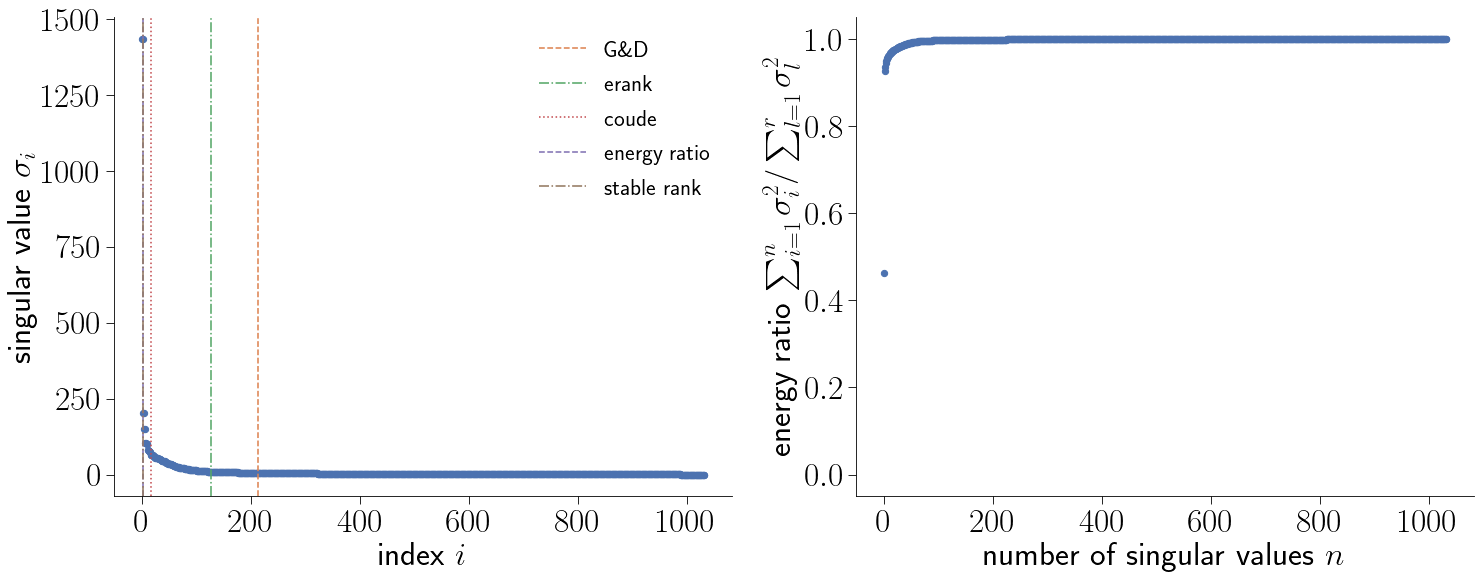 singular value σ_i
1500
1250
1000
750
500
250
0
0 200 400 600 800 1000
index i
G&D
erank
coude
energy ratio
stable rank
energy ratio ∑_{i=1}^{n} σ_i^2 / ∑_{l=1}^{r} σ_l^2
1.0
0.8
0.6
0.4
0.2
0.0
0 200 400 600 800 1000
number of singular values n